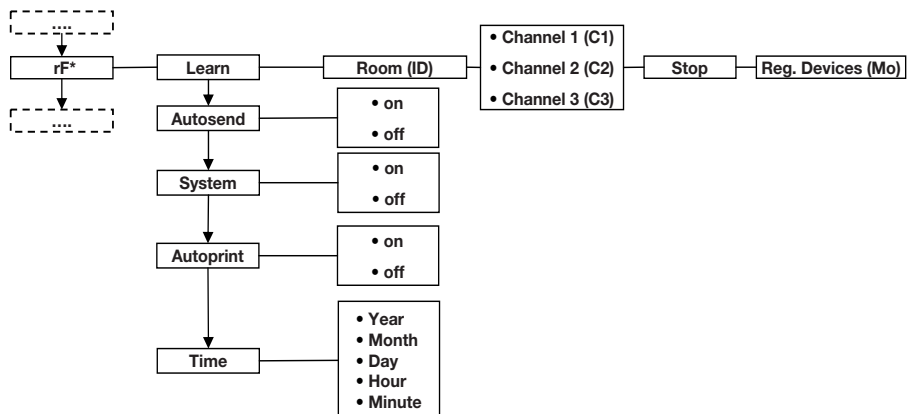 ....
rF*
....
Learn
Room (ID)
• Channel 1 (C1)
• Channel 2 (C2)
• Channel 3 (C3)
Stop
Reg. Devices (Mo)
Autosend
• on
• off
System
• on
• off
Autoprint
• on
• off
Time
• Year
• Month
• Day
• Hour
• Minute